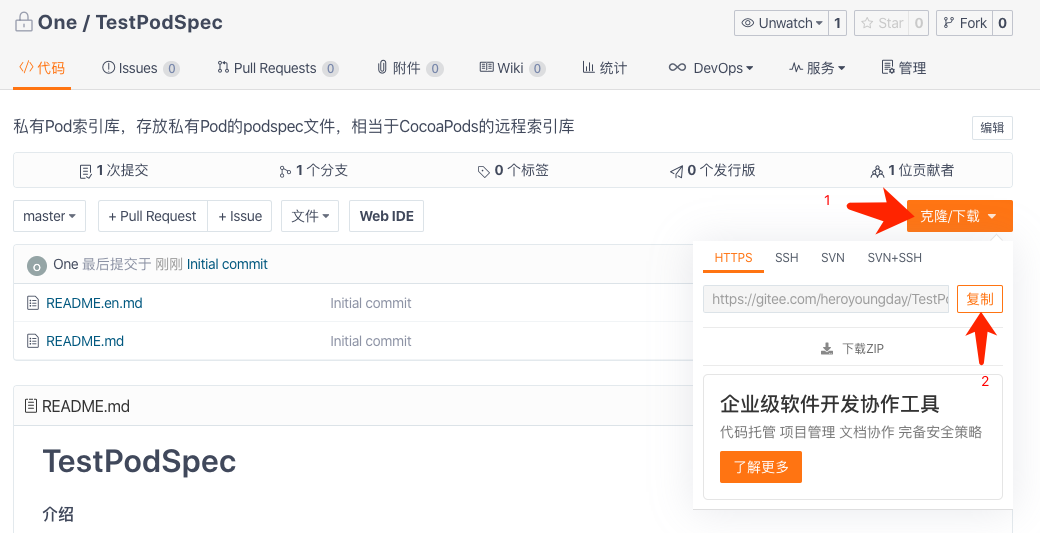 One / TestPodSpec
Unwatch 1 Star 0 Fork 0
代码 Issues 0 Pull Requests 0 附件 0 Wiki 0 统计 DevOps 服务 管理
私有Pod索引库，存放私有Pod的podspec文件，相当于CocoaPods的远程索引库 编辑
1 次提交 1 个分支 0 个标签 0 个发行版 1 位贡献者
master + Pull Request + Issue 文件 Web IDE 1 克隆/下载
HTTPS SSH SVN SVN+SSH
https://gitee.com/heroyoungday/TestPo 复制
2
下载ZIP
企业级软件开发协作工具
代码托管 项目管理 文档协作 完备安全策略
了解更多
O One 最后提交于 刚刚 Initial commit
README.en.md Initial commit
README.md Initial commit
README.md
TestPodSpec
介绍